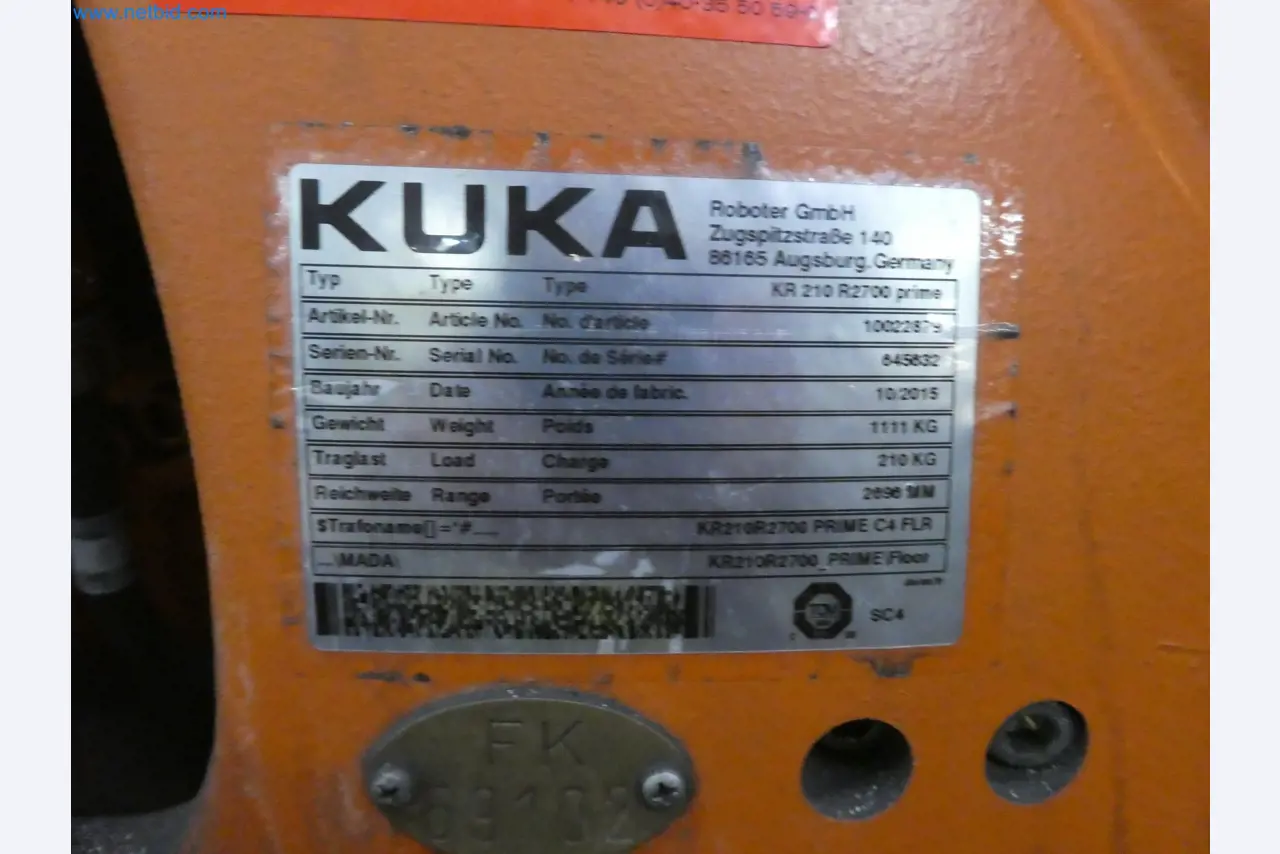 www.netbid.com
KUKA
Roboter GmbH
Zugspitzstraße 140
86165 Augsburg, Germany
Typ Type Type KR 210 R2700 prime
Artikel-Nr. Article No. No. d'article 10022879
Serien-Nr. Serial No. No. de Série# 645632
Baujahr Date Année de fabric. 10/2015
Gewicht Weight Poids 1111 KG
Traglast Load Charge 210 KG
Reichweite Range Portée 2696 MM
$Trafoname[]="#..... KR210R2700 PRIME C4 FLR
...\MADA\ KR210R2700_PRIME\Floor
SC4
FK
69102